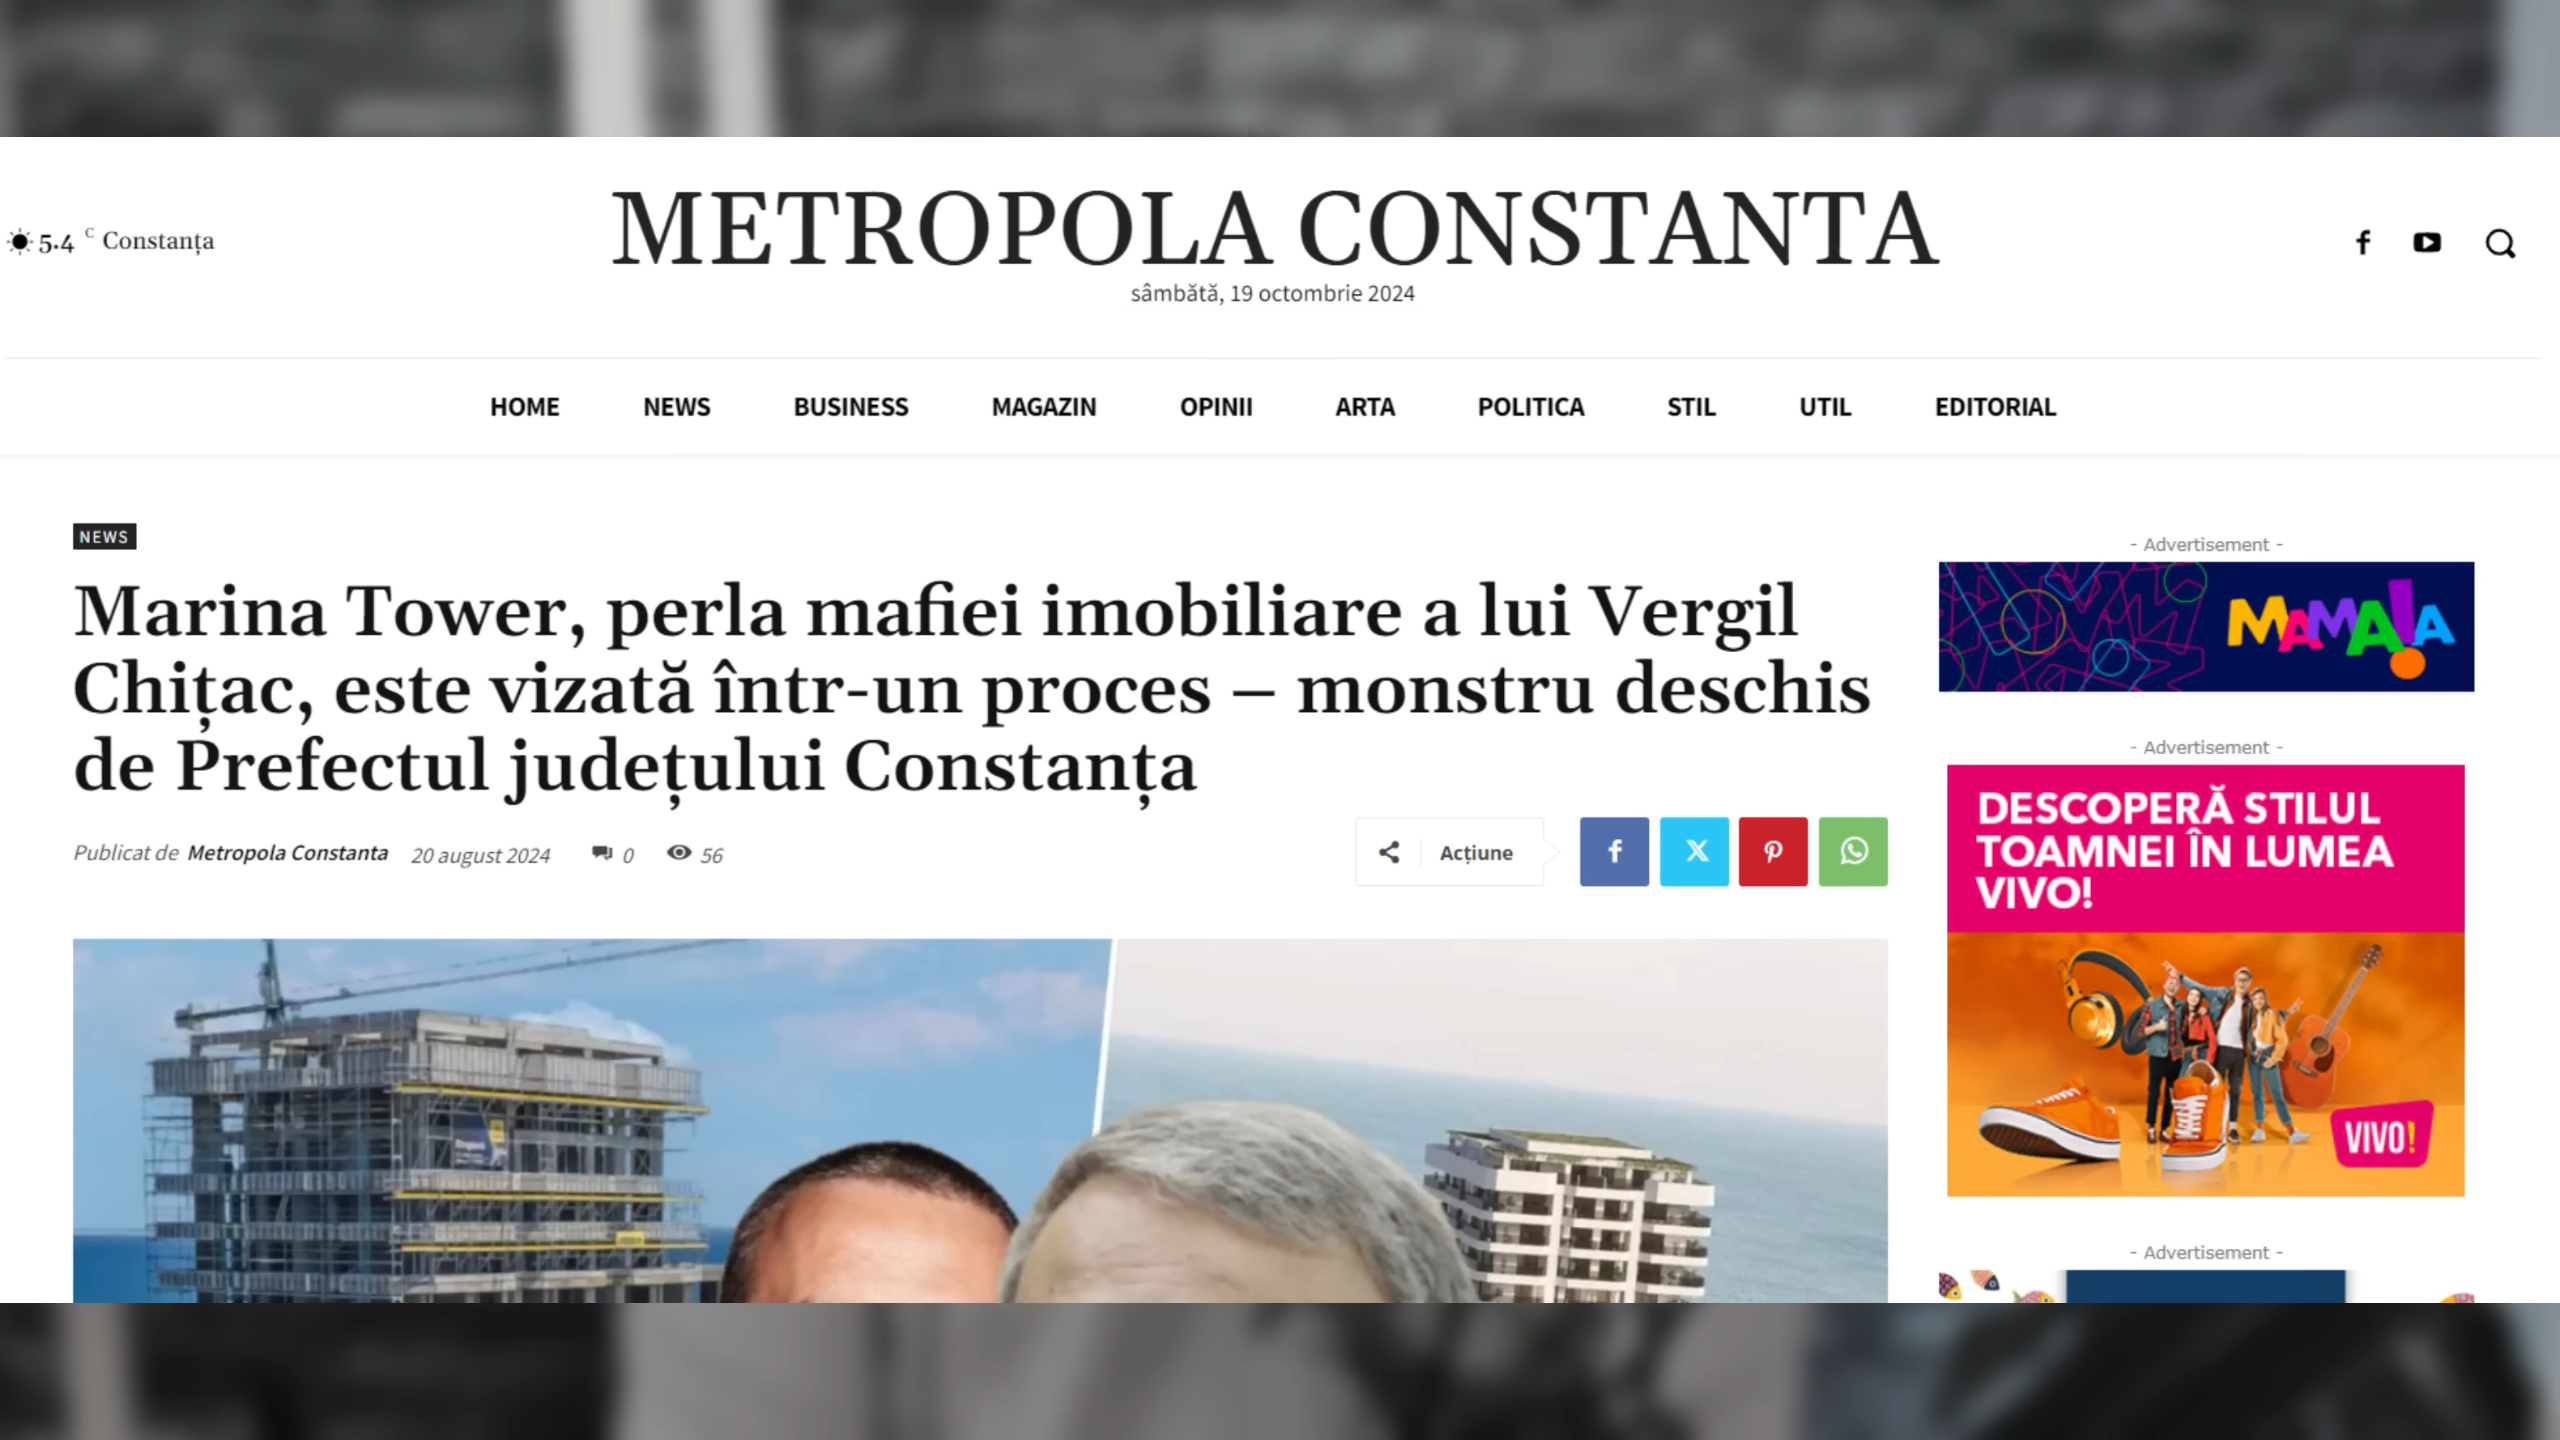 METROPOLA CONSTANTA
5.4 C Constanța
sâmbătă, 19 octombrie 2024
HOME NEWS BUSINESS MAGAZIN OPINII ARTA POLITICA STIL UTIL EDITORIAL
NEWS
Marina Tower, perla mafiei imobiliare a lui Vergil
Chițac, este vizată într-un proces – monstru deschis
de Prefectul județului Constanța
Publicat de Metropola Constanta 20 august 2024 0 56
Acțiune
- Advertisement -
MAMAIA
- Advertisement -
DESCOPERĂ STILUL
TOAMNEI ÎN LUMEA
VIVO!
VIVO!
- Advertisement -